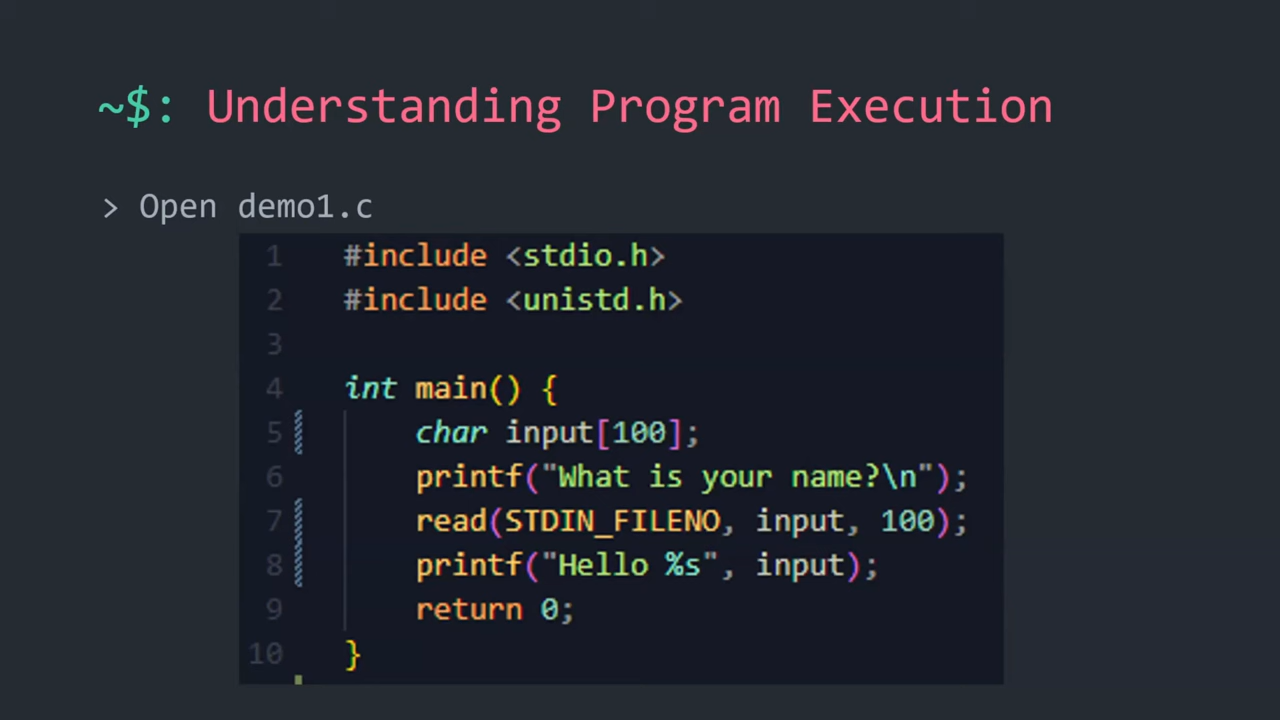 ~$: Understanding Program Execution
> Open demo1.c
1 #include <stdio.h>
2 #include <unistd.h>
3
4 int main() {
5 char input[100];
6 printf("What is your name?\n");
7 read(STDIN_FILENO, input, 100);
8 printf("Hello %s", input);
9 return 0;
10 }